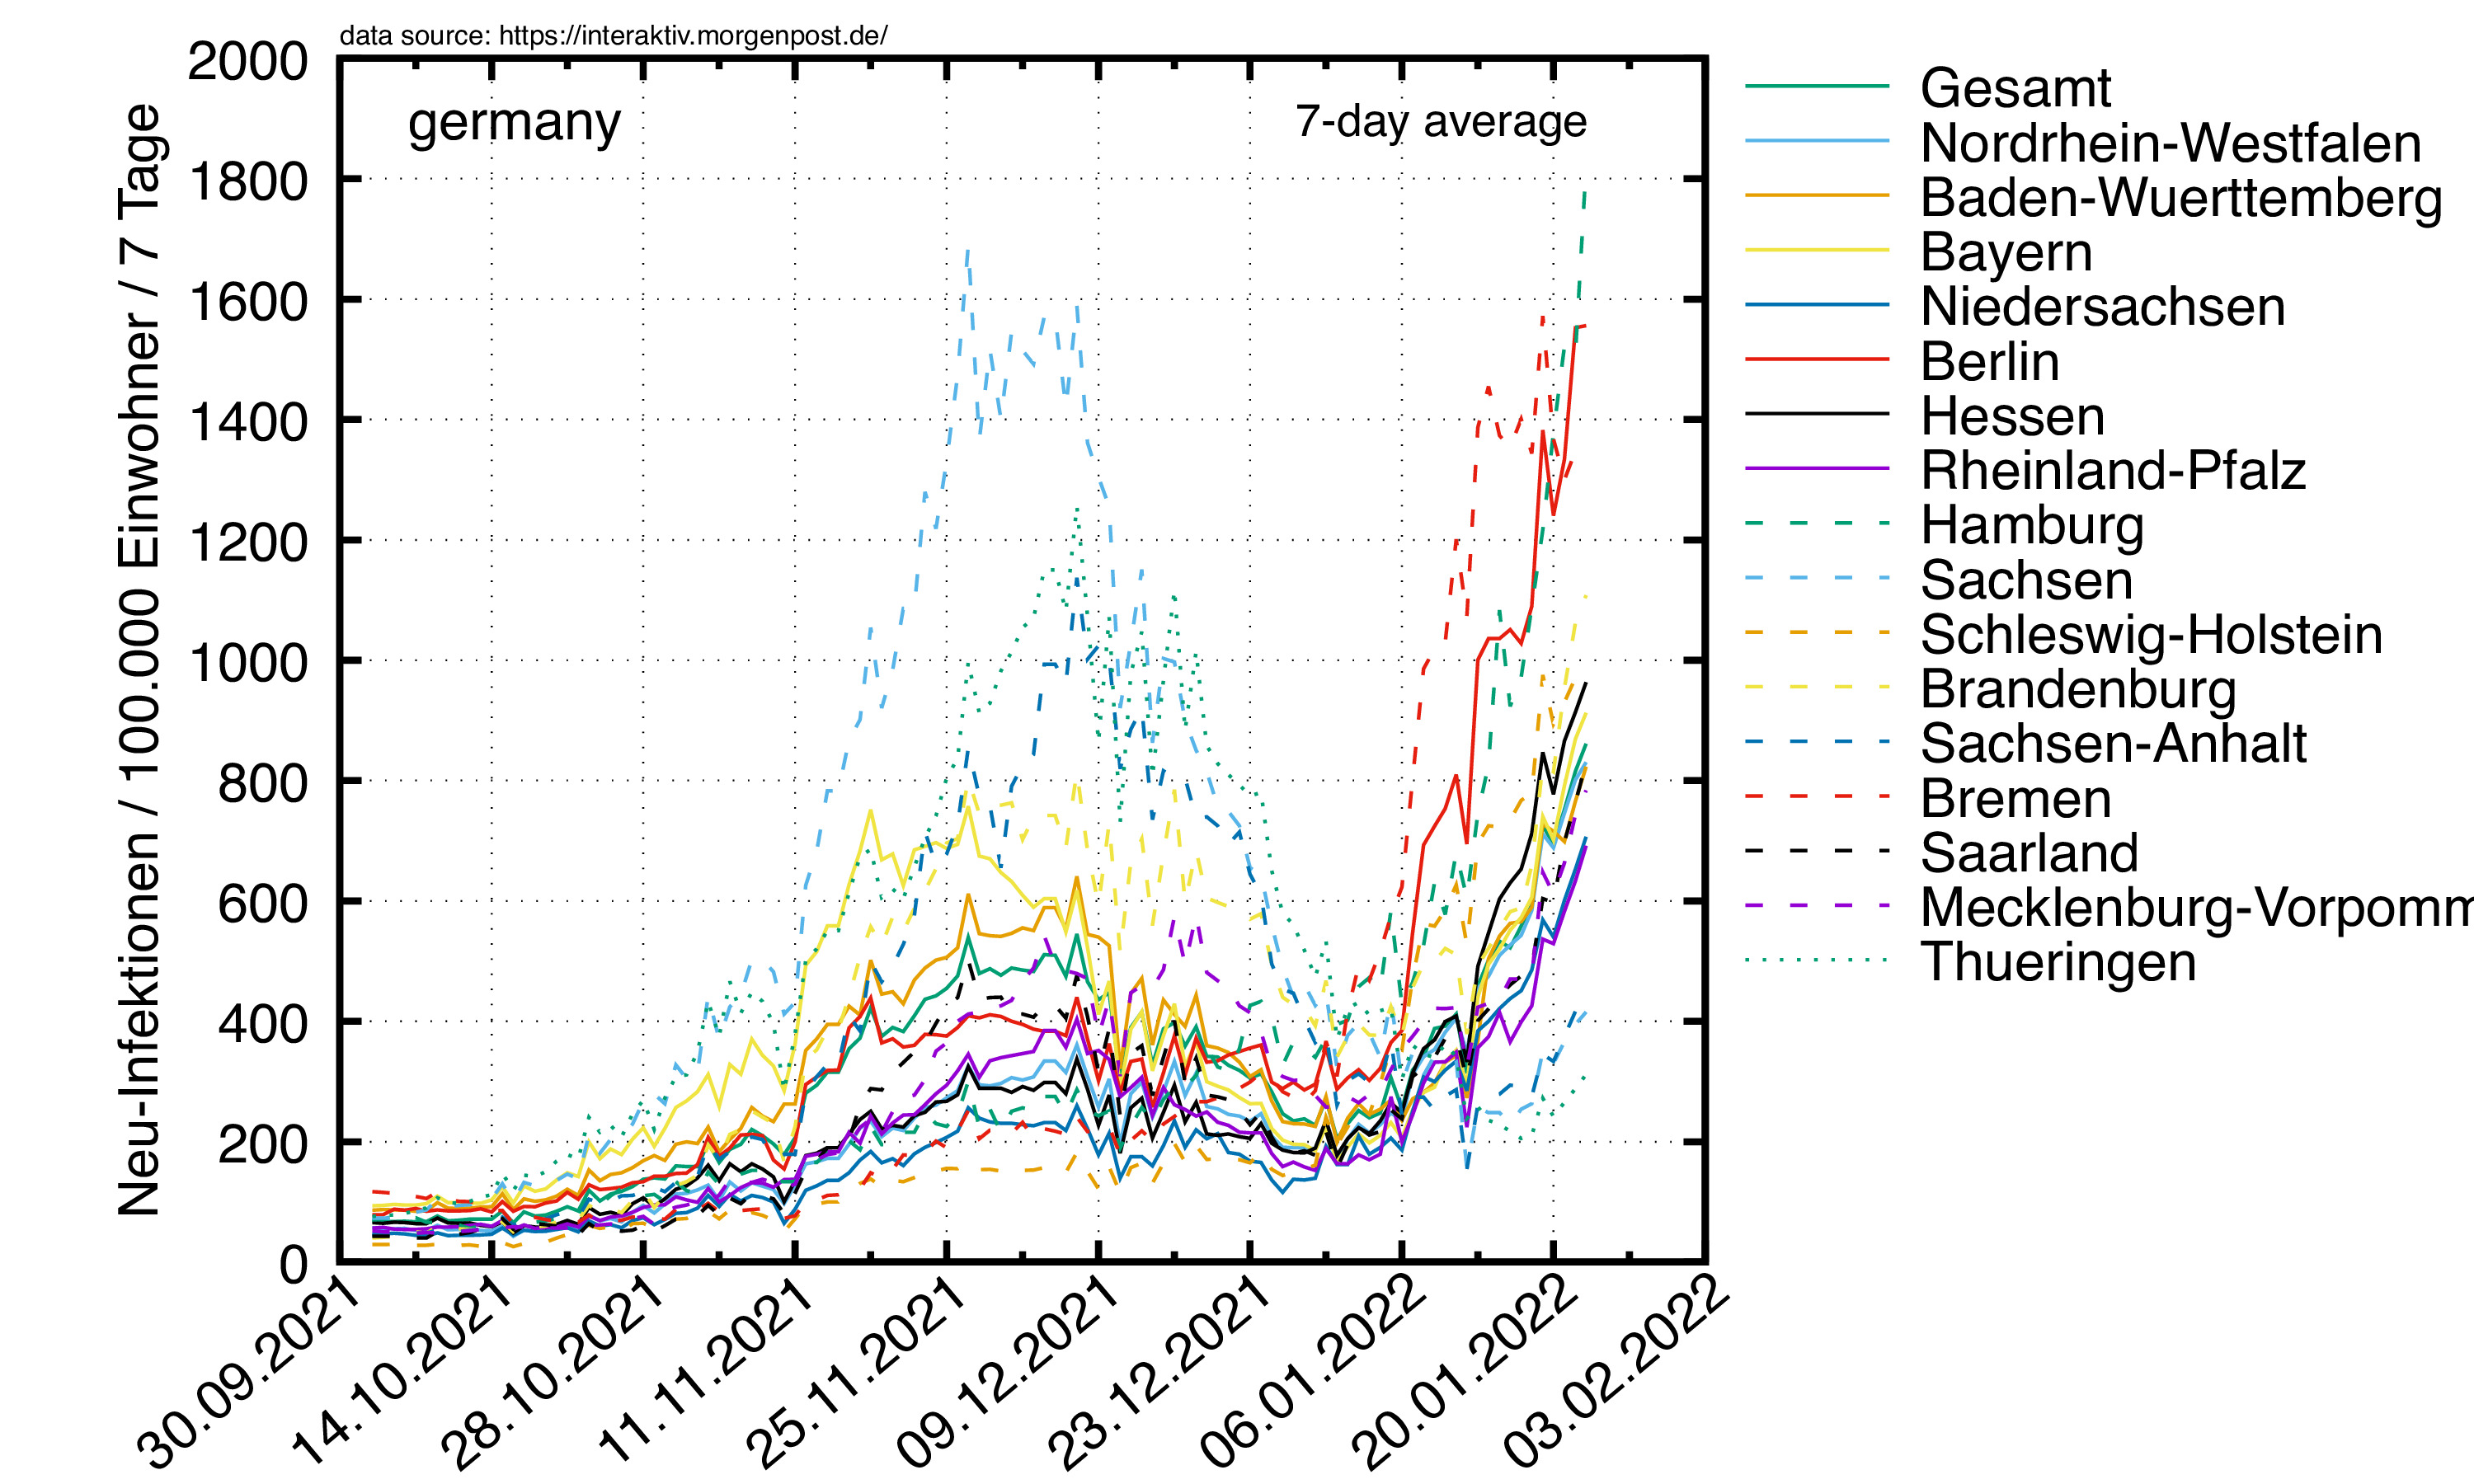 data source: https://interaktiv.morgenpost.de/
germany
7-day average
Neu-Infektionen / 100.000 Einwohner / 7 Tage
2000
1800
1600
1400
1200
1000
800
600
400
200
0
30.09.2021
14.10.2021
28.10.2021
11.11.2021
25.11.2021
09.12.2021
23.12.2021
06.01.2022
20.01.2022
03.02.2022
Gesamt
Nordrhein-Westfalen
Baden-Wuerttemberg
Bayern
Niedersachsen
Berlin
Hessen
Rheinland-Pfalz
Hamburg
Sachsen
Schleswig-Holstein
Brandenburg
Sachsen-Anhalt
Bremen
Saarland
Mecklenburg-Vorpomm
Thueringen